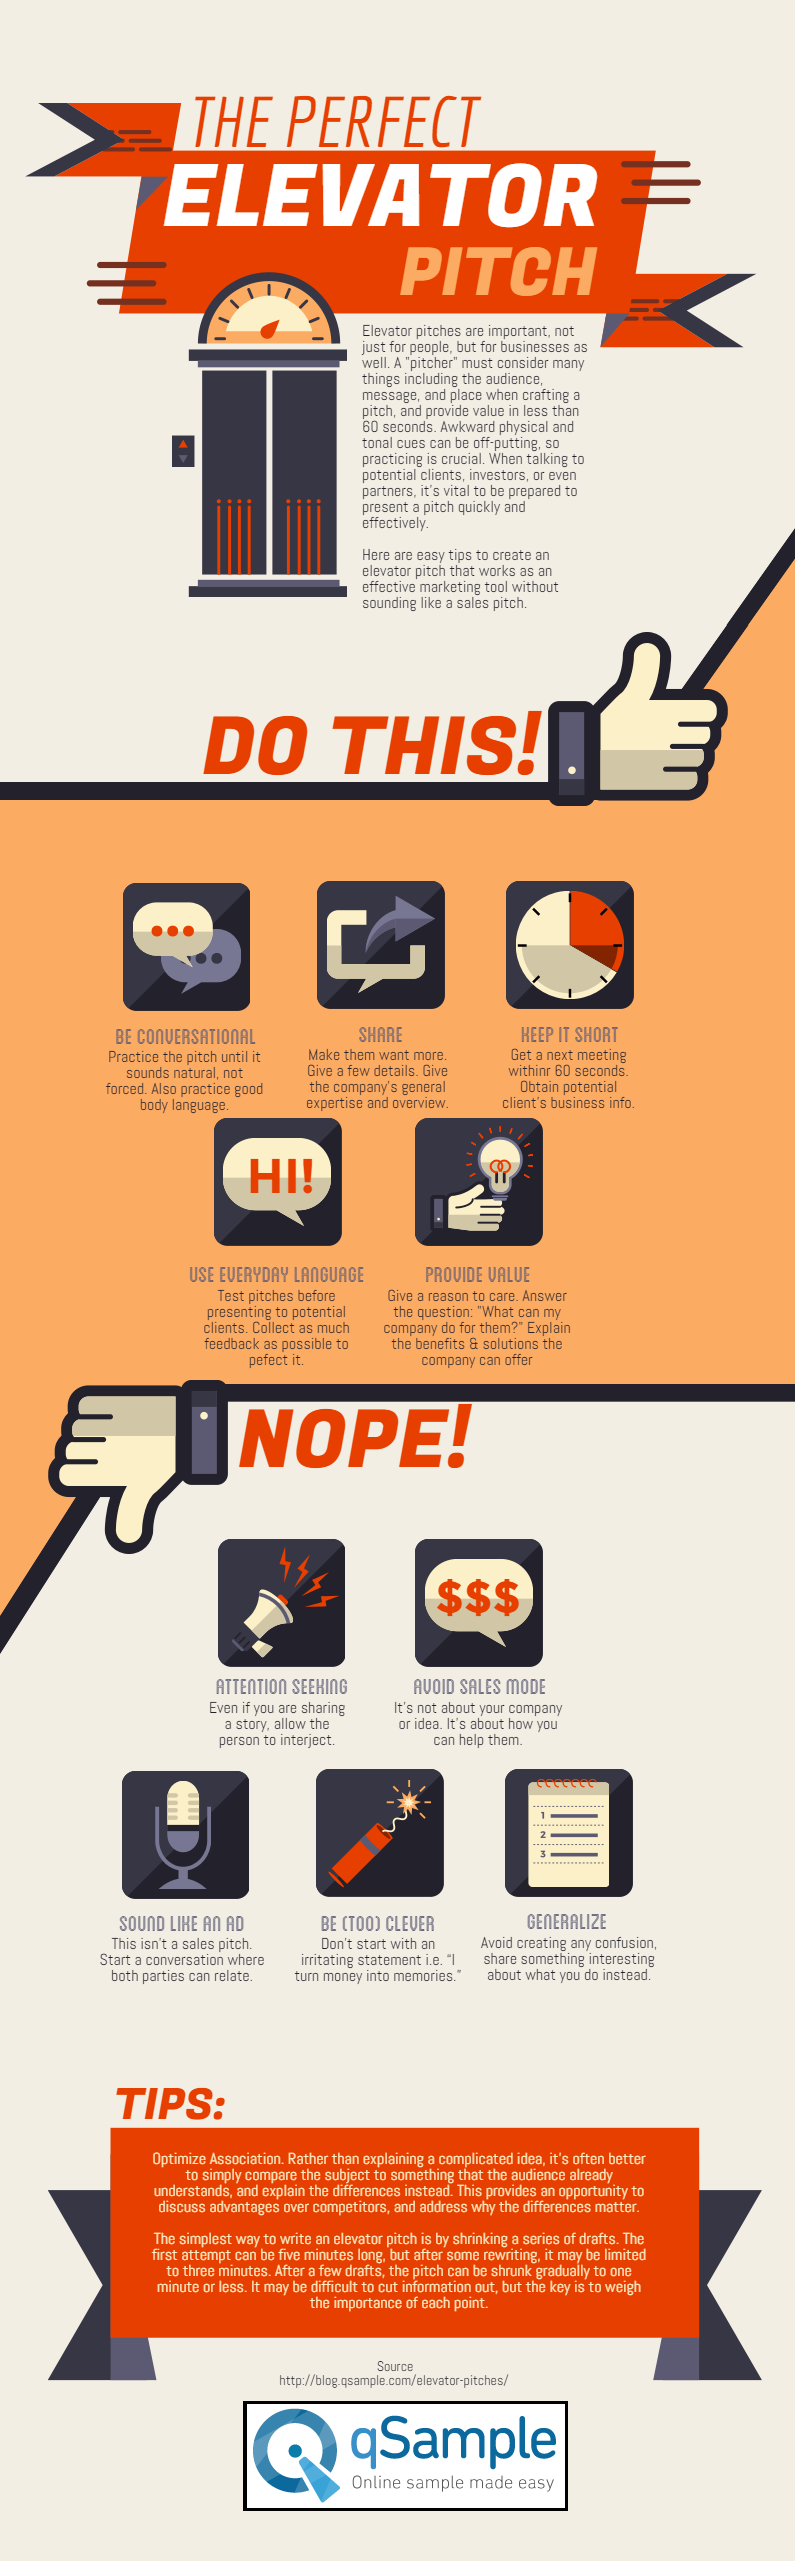 THE PERFECT
ELEVATOR
PITCH
Elevator pitches are important, not
just for people, but for businesses as
well. A "pitcher" must consider many
things including the audience,
message, and place when crafting a
pitch, and provide value in less than
60 seconds. Awkward physical and
tonal cues can be off-putting, so
practicing is crucial. When talking to
potential clients, investors, or even
partners, it's vital to be prepared to
present a pitch quickly and
effectively.
Here are easy tips to create an
elevator pitch that works as an
effective marketing tool without
sounding like a sales pitch.
DO THIS!
BE CONVERSATIONAL
Practice the pitch until it
sounds natural, not
forced. Also practice good
body language.
SHARE
Make them want more.
Give a few details. Give
the company's general
expertise and overview.
KEEP IT SHORT
Get a next meeting
withinr 60 seconds.
Obtain potential
client's business info.
HI!
USE EVERYDAY LANGUAGE
Test pitches before
presenting to potential
clients. Collect as much
feedback as possible to
pefect it.
PROVIDE VALUE
Give a reason to care. Answer
the question: "What can my
company do for them?" Explain
the benefits & solutions the
company can offer
NOPE!
ATTENTION SEEKING
Even if you are sharing
a story, allow the
person to interject.
$$$
AVOID SALES MODE
It's not about your company
or idea. It's about how you
can help them.
SOUND LIKE AN AD
This isn't a sales pitch.
Start a conversation where
both parties can relate.
BE (TOO) CLEVER
Don't start with an
irritating statement i.e. “I
turn money into memories.”
1
2
3
GENERALIZE
Avoid creating any confusion,
share something interesting
about what you do instead.
TIPS:
Optimize Association. Rather than explaining a complicated idea, it's often better
to simply compare the subject to something that the audience already
understands, and explain the differences instead. This provides an opportunity to
discuss advantages over competitors, and address why the differences matter.
The simplest way to write an elevator pitch is by shrinking a series of drafts. The
first attempt can be five minutes long, but after some rewriting, it may be limited
to three minutes. After a few drafts, the pitch can be shrunk gradually to one
minute or less. It may be difficult to cut information out, but the key is to weigh
the importance of each point.
Source
http://blog.qsample.com/elevator-pitches/
qSample
Online sample made easy